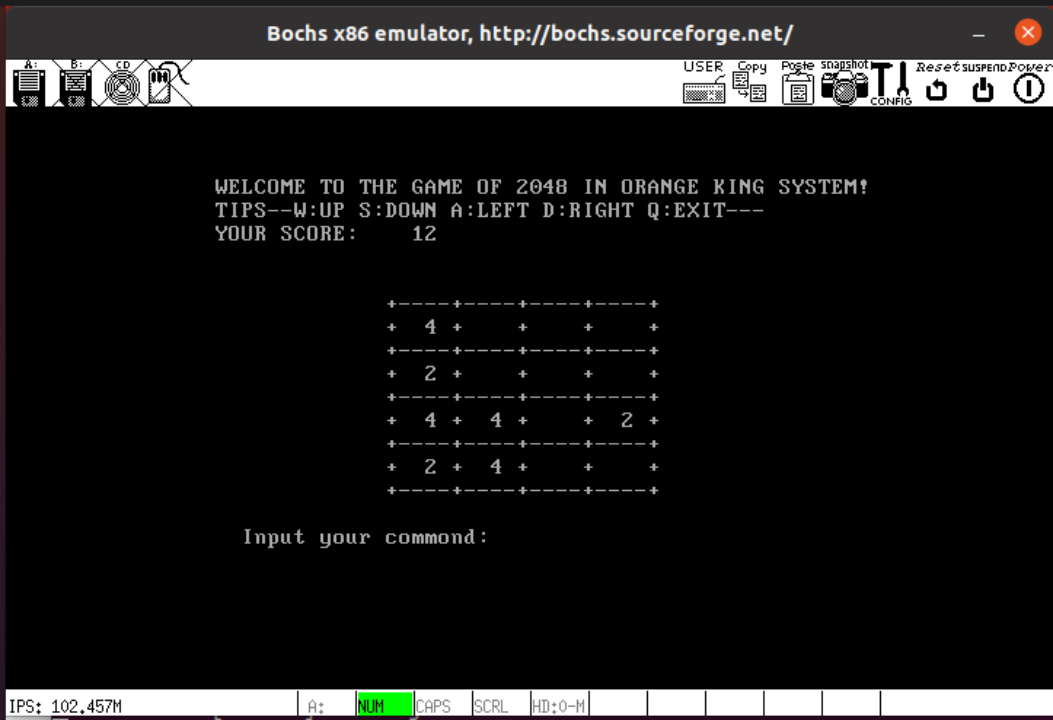 Bochs x86 emulator, http://bochs.sourceforge.net/
A: B: CD USER Copy Poste snapshot CONFIG Reset SUSPEND Power
WELCOME TO THE GAME OF 2048 IN ORANGE KING SYSTEM!
TIPS--W:UP S:DOWN A:LEFT D:RIGHT Q:EXIT---
YOUR SCORE: 12
+----+----+----+----+
+ 4 + + + +
+----+----+----+----+
+ 2 + + + +
+----+----+----+----+
+ 4 + 4 + + 2 +
+----+----+----+----+
+ 2 + 4 + + +
+----+----+----+----+
Input your commond:
IPS: 102.457M A: NUM CAPS SCRL HD:0-M